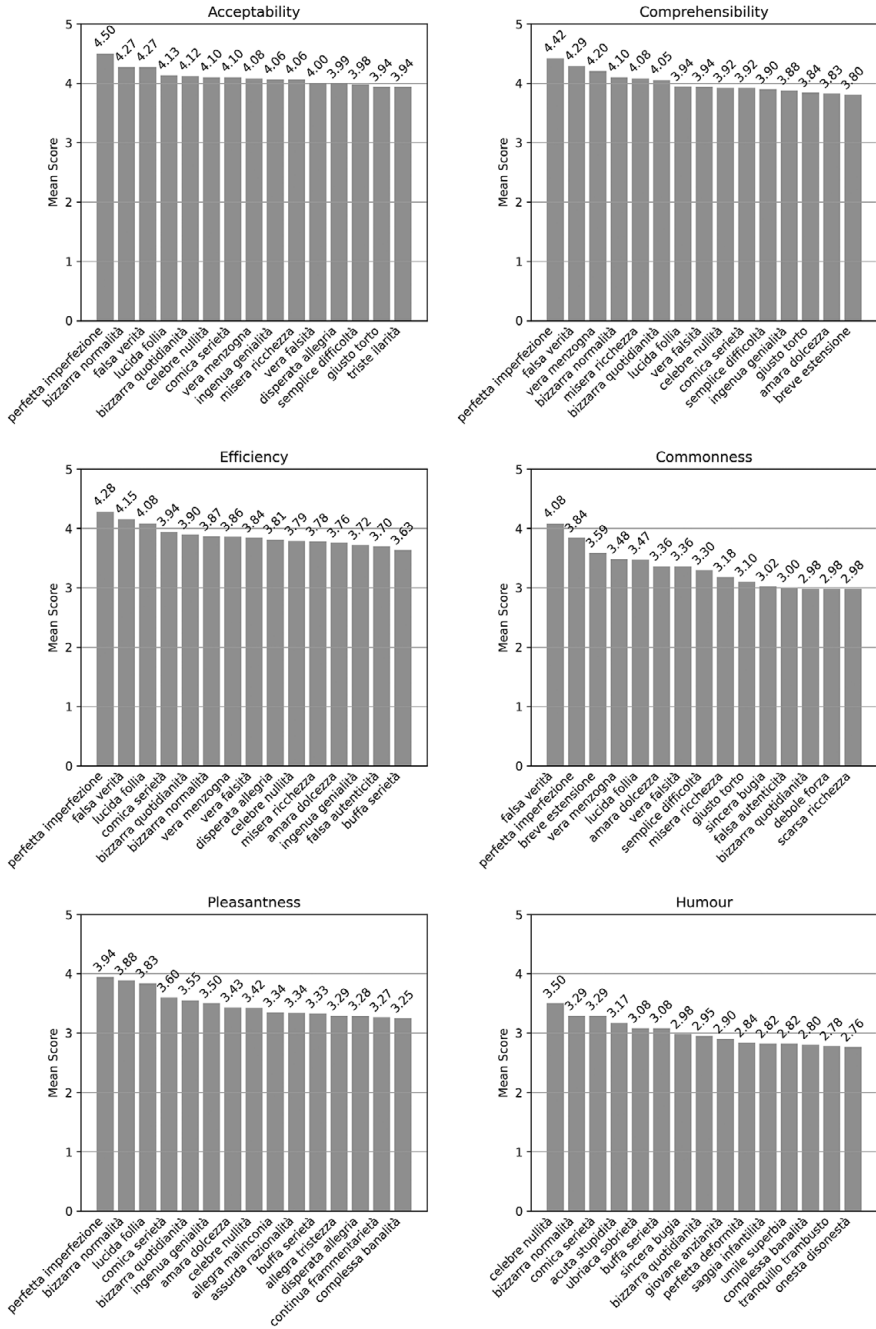 Acceptability
Mean Score
5
4
3
2
1
0
4.50
4.27
4.27
4.13
4.12
4.10
4.10
4.08
4.06
4.06
4.00
3.99
3.98
3.94
3.94
perfetta imperfezione
bizzarra normalità
falsa verità
lucida follia
bizzarra quotidianità
celebre nullità
comica serietà
vera menzogna
ingenua genialità
misera ricchezza
vera falsità
disperata allegria
semplice difficoltà
giusto torto
triste ilarità
Comprehensibility
Mean Score
5
4
3
2
1
0
4.42
4.29
4.20
4.10
4.08
4.05
3.94
3.94
3.92
3.92
3.90
3.88
3.84
3.83
3.80
perfetta imperfezione
falsa verità
vera menzogna
bizzarra normalità
misera ricchezza
bizzarra quotidianità
lucida follia
vera falsità
celebre nullità
comica serietà
semplice difficoltà
ingenua genialità
giusto torto
amara dolcezza
breve estensione
Efficiency
Mean Score
5
4
3
2
1
0
4.28
4.15
4.08
3.94
3.90
3.87
3.86
3.84
3.81
3.79
3.78
3.76
3.72
3.70
3.63
perfetta imperfezione
falsa verità
lucida follia
comica serietà
bizzarra quotidianità
bizzarra normalità
vera menzogna
vera falsità
disperata allegria
celebre nullità
misera ricchezza
amara dolcezza
ingenua genialità
falsa autenticità
buffa serietà
Commonness
Mean Score
5
4
3
2
1
0
4.08
3.84
3.59
3.48
3.47
3.36
3.36
3.30
3.18
3.10
3.02
3.00
2.98
2.98
2.98
falsa verità
perfetta imperfezione
breve estensione
vera menzogna
lucida follia
amara dolcezza
vera falsità
semplice difficoltà
misera ricchezza
giusto torto
sincera bugia
falsa autenticità
bizzarra quotidianità
debole forza
scarsa ricchezza
Pleasantness
Mean Score
5
4
3
2
1
0
3.94
3.88
3.83
3.60
3.55
3.50
3.43
3.42
3.34
3.34
3.33
3.29
3.28
3.27
3.25
perfetta imperfezione
bizzarra normalità
lucida follia
comica serietà
bizzarra quotidianità
ingenua genialità
amara dolcezza
celebre nullità
allegra malinconia
assurda razionalità
buffa serietà
allegra tristezza
disperata allegria
continua frammentarietà
complessa banalità
Humour
Mean Score
5
4
3
2
1
0
3.50
3.29
3.29
3.17
3.08
3.08
2.98
2.95
2.90
2.84
2.82
2.82
2.80
2.78
2.76
celebre nullità
bizzarra normalità
comica serietà
acuta stupidità
ubriaca sobrietà
buffa serietà
sincera bugia
bizzarra quotidianità
giovane anzianità
perfetta deformità
saggia infantilità
umile superbia
complessa banalità
tranquillo trambusto
onesta disonestà